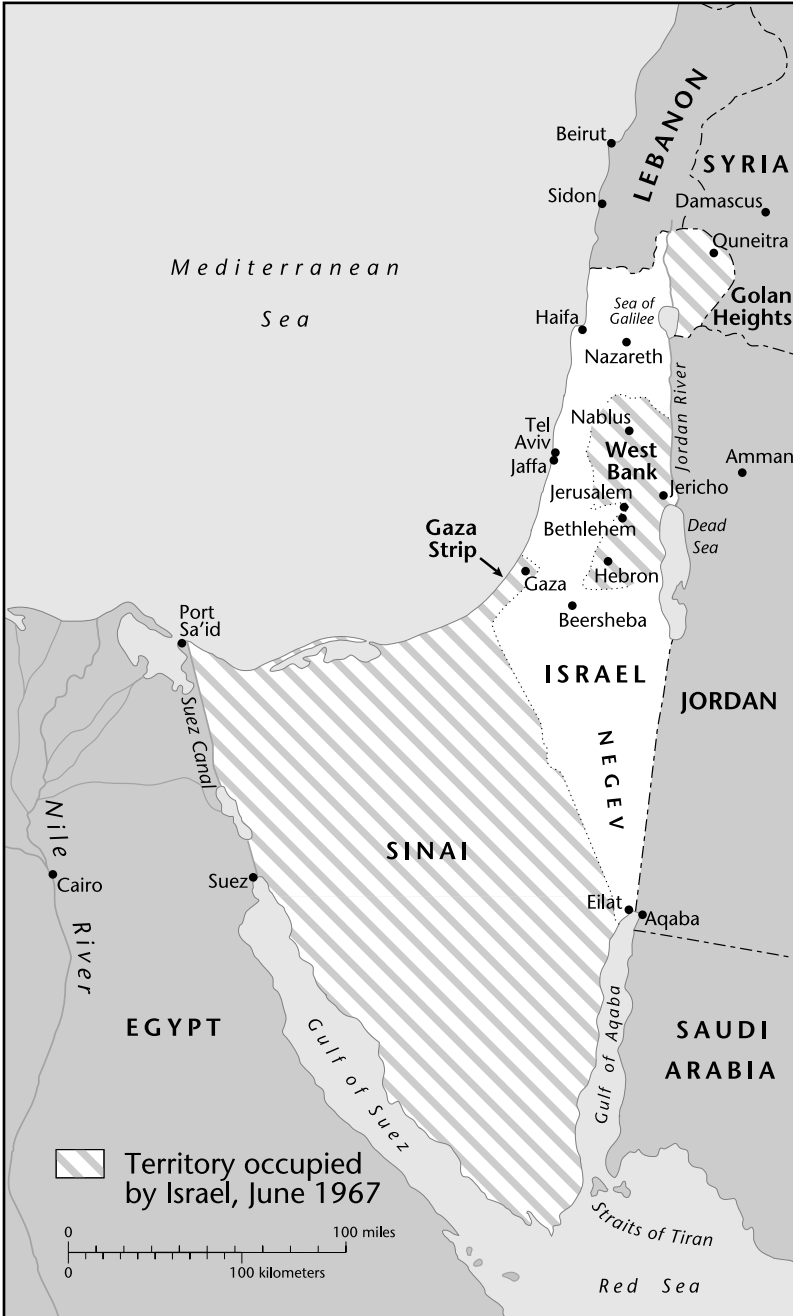 Beirut
LEBANON
SYRIA
Sidon
Damascus
Quneitra
Mediterranean
Sea
Golan
Heights
Sea of
Galilee
Haifa
Nazareth
Jordan River
Nablus
Tel
Aviv
Jaffa
West
Bank
Amman
Jerusalem
Jericho
Bethlehem
Dead
Sea
Gaza
Strip
Gaza
Hebron
Port
Sa’id
Beersheba
ISRAEL
JORDAN
Suez Canal
NEGEV
SINAI
Nile
River
Cairo
Suez
Eilat
Aqaba
EGYPT
Gulf of Suez
Gulf of Aqaba
SAUDI
ARABIA
Territory occupied
by Israel, June 1967
Straits of Tiran
0 100 miles
0 100 kilometers
Red Sea